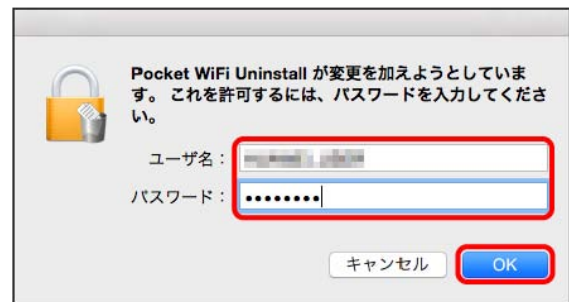 Pocket WiFi Uninstall が変更を加えようとしていま
す。 これを許可するには、パスワードを入力してくださ
い。
ユーザ名：
パスワード： ••••••••
キャンセル OK